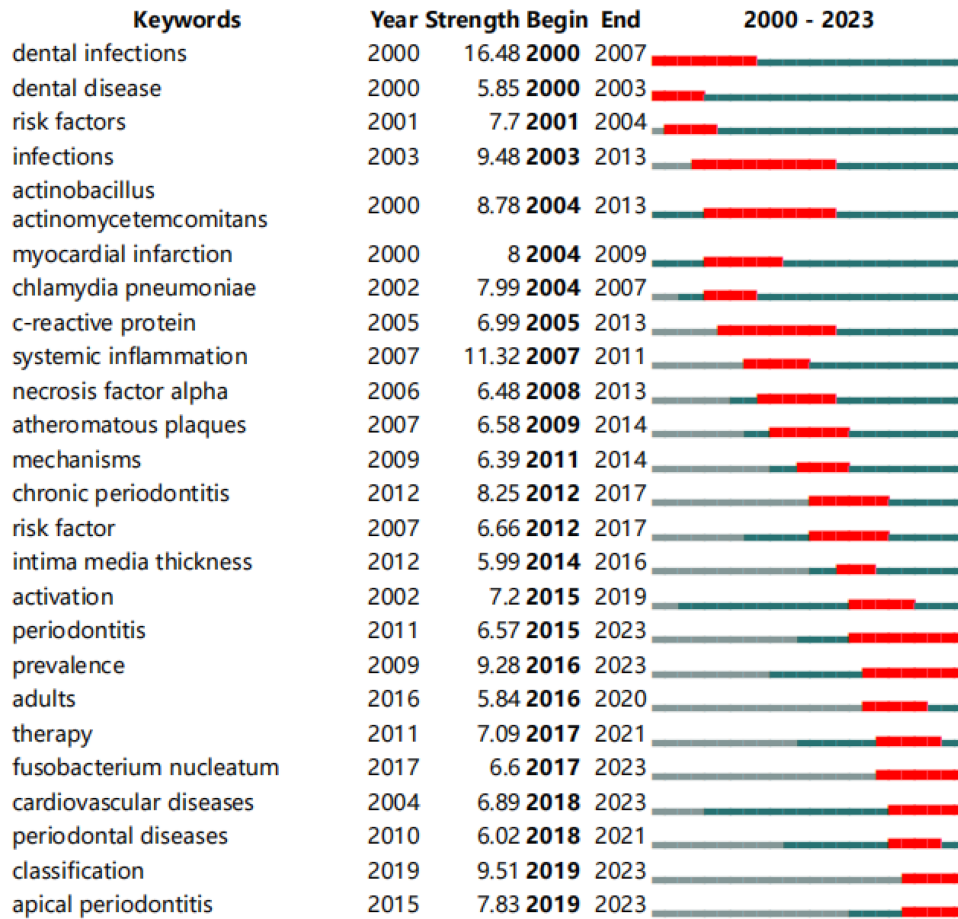 Keywords Year Strength Begin End 2000 - 2023
dental infections 2000 16.48 2000 2007
dental disease 2000 5.85 2000 2003
risk factors 2001 7.7 2001 2004
infections 2003 9.48 2003 2013
actinobacillus
actinomycetemcomitans 2000 8.78 2004 2013
myocardial infarction 2000 8 2004 2009
chlamydia pneumoniae 2002 7.99 2004 2007
c-reactive protein 2005 6.99 2005 2013
systemic inflammation 2007 11.32 2007 2011
necrosis factor alpha 2006 6.48 2008 2013
atheromatous plaques 2007 6.58 2009 2014
mechanisms 2009 6.39 2011 2014
chronic periodontitis 2012 8.25 2012 2017
risk factor 2007 6.66 2012 2017
intima media thickness 2012 5.99 2014 2016
activation 2002 7.2 2015 2019
periodontitis 2011 6.57 2015 2023
prevalence 2009 9.28 2016 2023
adults 2016 5.84 2016 2020
therapy 2011 7.09 2017 2021
fusobacterium nucleatum 2017 6.6 2017 2023
cardiovascular diseases 2004 6.89 2018 2023
periodontal diseases 2010 6.02 2018 2021
classification 2019 9.51 2019 2023
apical periodontitis 2015 7.83 2019 2023